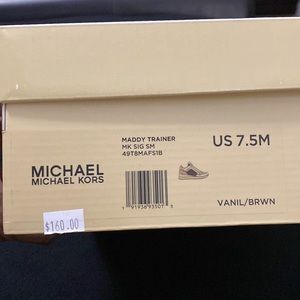 MADDY TRAINER
MK SIG SM
49T8MAFS1B
US 7.5M
MICHAEL
MICHAEL KORS
VANIL/BRWN
$160.00